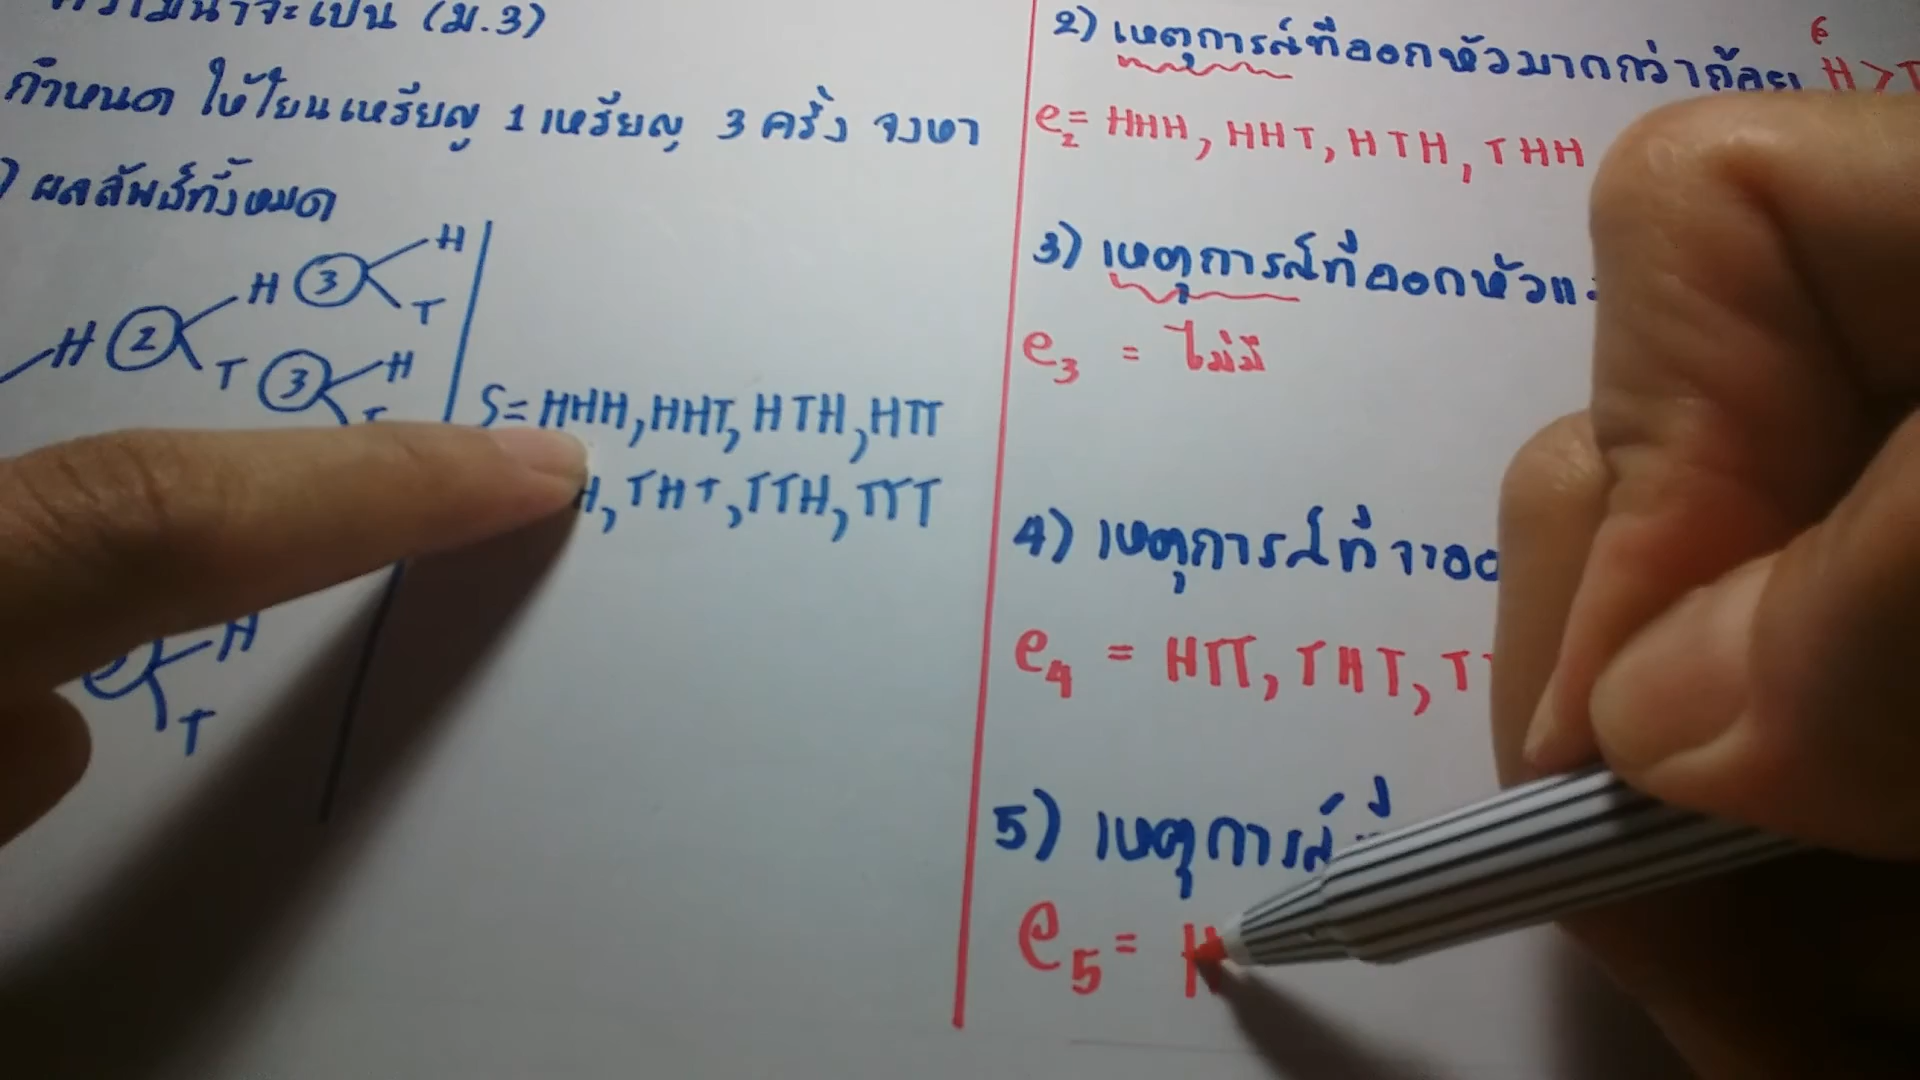 ความน่าจะเป็น (ม.3)
กำหนด ให้โยนเหรียญ 1 เหรียญ 3 ครั้ง จงหา
) ผลลัพธ์ทั้งหมด
H
H 3
T
H 2
T 3 H
S= HHH, HHT, HTH, HTT
H, THT, TTH, TTT
H
T
2) เหตุการณ์ที่ออกหัวมากกว่าก้อย H > T
e2= HHH, HHT, HTH, THH
3) เหตุการณ์ที่ออกหัว
e3 = ไม่มี
4) เหตุการณ์ที่
e4 = HTT, THT, T
5) เหตุการณ์ที่
e5 = H